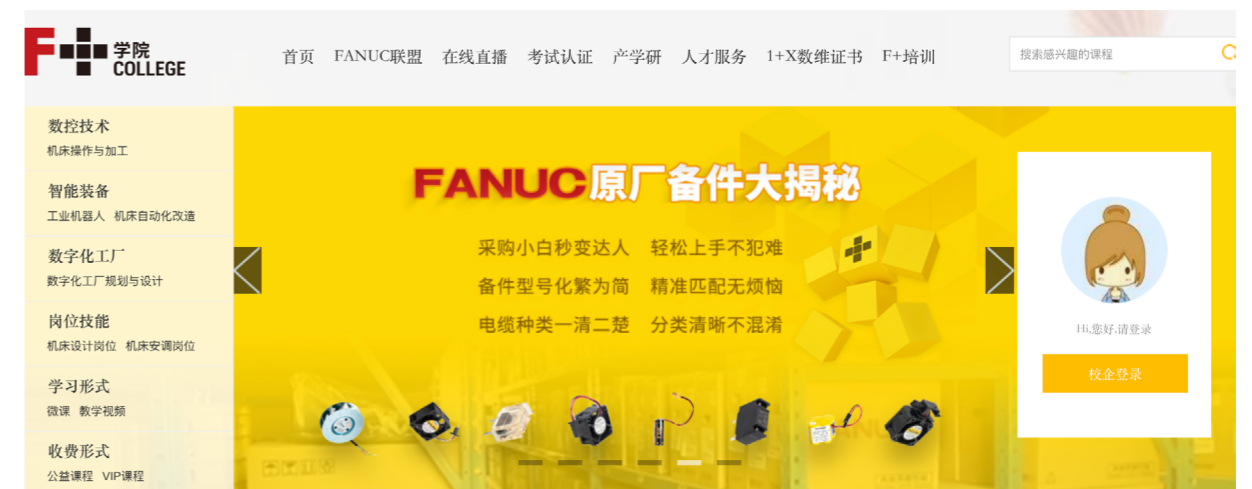 F+学院
COLLEGE
首页 FANUC联盟 在线直播 考试认证 产学研 人才服务 1+X数维证书 F+培训
搜索感兴趣的课程
数控技术
机床操作与加工
智能装备
工业机器人 机床自动化改造
数字化工厂
数字化工厂规划与设计
岗位技能
机床设计岗位 机床安调岗位
学习形式
微课 教学视频
收费形式
公益课程 VIP课程
FANUC原厂备件大揭秘
采购小白秒变达人 轻松上手不犯难
备件型号化繁为简 精准匹配无烦恼
电缆种类一清二楚 分类清晰不混淆
Hi,您好,请登录
校企登录